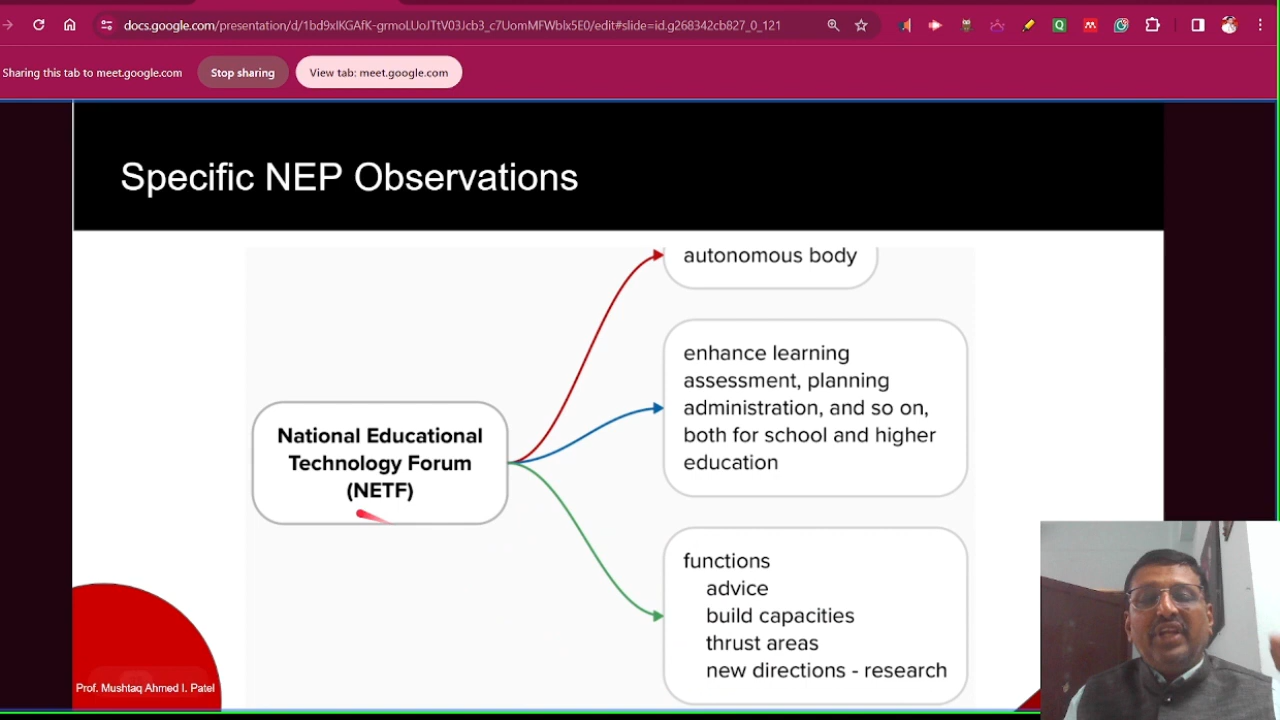 docs.google.com/presentation/d/1bd9xIKGAfK-grmoLUoJTtV03Jcb3_c7UomMFWblx5E0/edit#slide=id.g268342cb827_0_121
Sharing this tab to meet.google.com
Stop sharing
View tab: meet.google.com
Specific NEP Observations
autonomous body
enhance learning
assessment, planning
administration, and so on,
both for school and higher
education
National Educational
Technology Forum
(NETF)
functions
advice
build capacities
thrust areas
new directions - research
Prof. Mushtaq Ahmed I. Patel